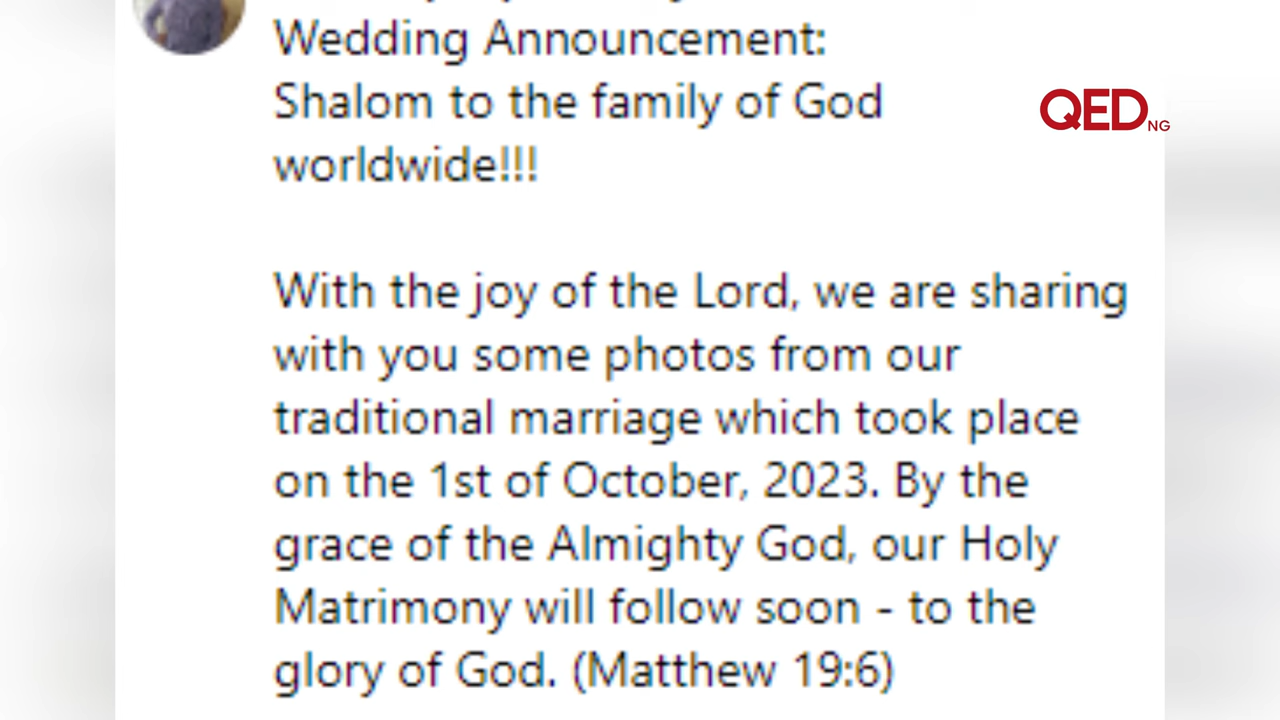 Wedding Announcement:
Shalom to the family of God
worldwide!!!
With the joy of the Lord, we are sharing
with you some photos from our
traditional marriage which took place
on the 1st of October, 2023. By the
grace of the Almighty God, our Holy
Matrimony will follow soon - to the
glory of God. (Matthew 19:6)
QED NG